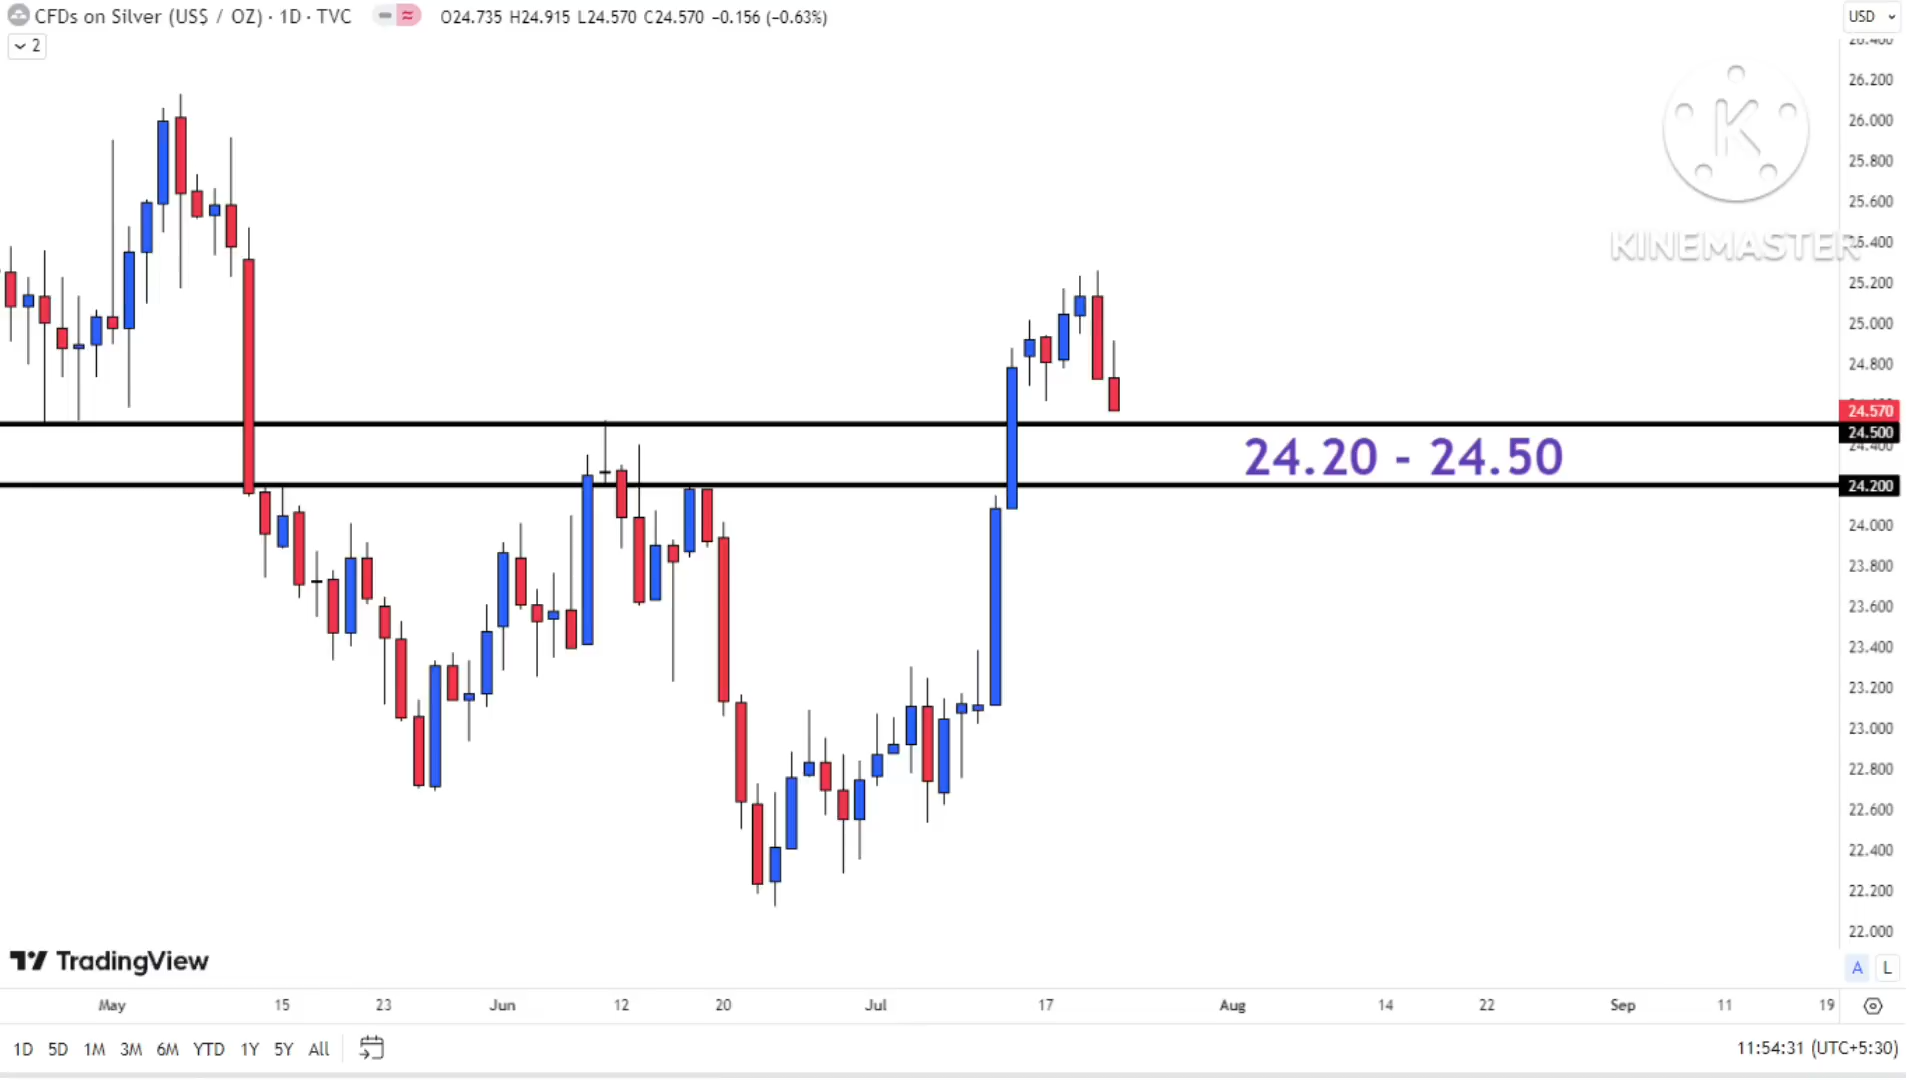 CFDs on Silver (US$ / OZ) · 1D · TVC O24.735 H24.915 L24.570 C24.570 −0.156 (−0.63%)
USD
2
26.200
KINEMASTER
26.000
25.800
25.600
25.400
25.200
25.000
24.800
24.570
24.500
24.400
24.20 - 24.50
24.200
24.000
23.800
23.600
23.400
23.200
23.000
22.800
22.600
22.400
22.200
22.000
TradingView
A L
May 15 23 Jun 12 20 Jul 17 Aug 14 22 Sep 11 19
1D 5D 1M 3M 6M YTD 1Y 5Y All
11:54:31 (UTC+5:30)